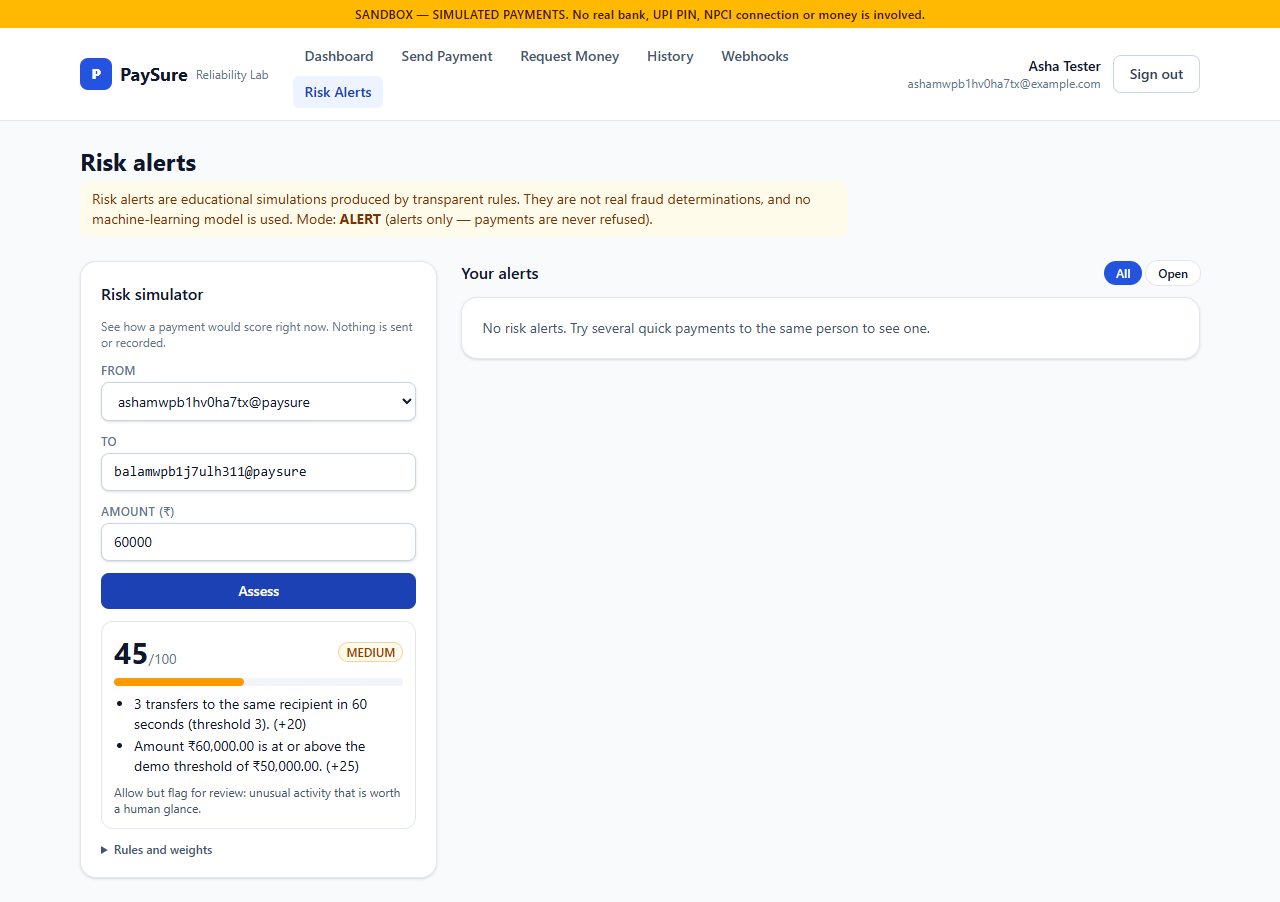 SANDBOX — SIMULATED PAYMENTS. No real bank, UPI PIN, NPCI connection or money is involved.
P PaySure Reliability Lab
Dashboard Send Payment Request Money History Webhooks
Risk Alerts
Asha Tester
ashamwpb1hv0ha7tx@example.com
Sign out
Risk alerts
Risk alerts are educational simulations produced by transparent rules. They are not real fraud determinations, and no
machine-learning model is used. Mode: ALERT (alerts only — payments are never refused).
Risk simulator
See how a payment would score right now. Nothing is sent
or recorded.
FROM
ashamwpb1hv0ha7tx@paysure
TO
balamwpb1j7ulh311@paysure
AMOUNT (₹)
60000
Assess
45/100 MEDIUM
• 3 transfers to the same recipient in 60
seconds (threshold 3). (+20)
• Amount ₹60,000.00 is at or above the
demo threshold of ₹50,000.00. (+25)
Allow but flag for review: unusual activity that is worth
a human glance.
Rules and weights
Your alerts
All Open
No risk alerts. Try several quick payments to the same person to see one.